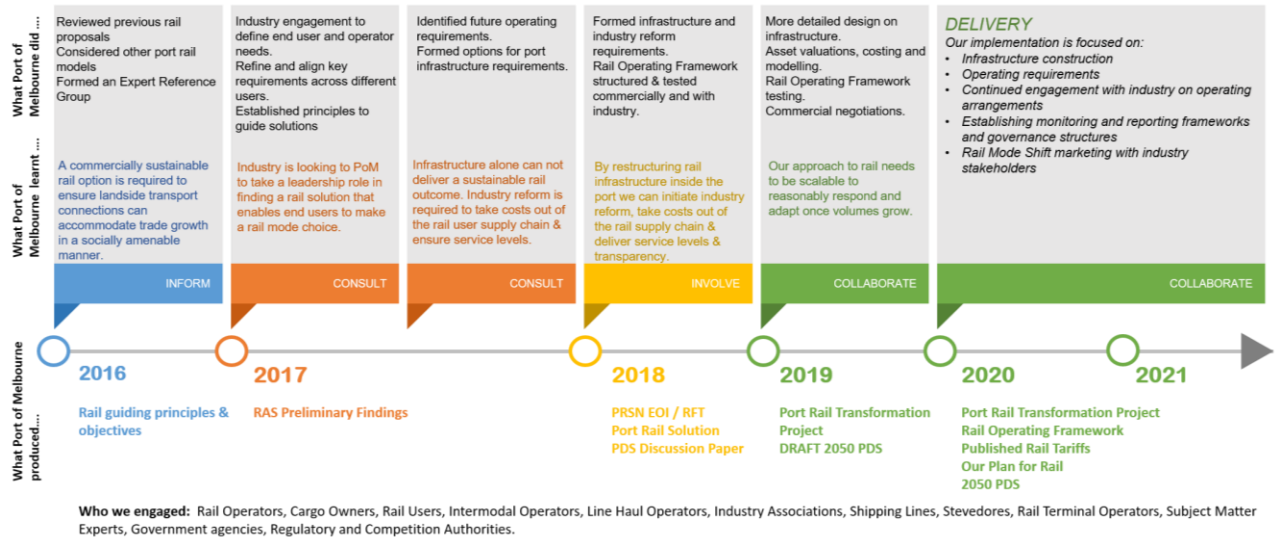 What Port of
Melbourne did ....
Reviewed previous rail
proposals
Considered other port rail
models
Formed an Expert Reference
Group
Industry engagement to
define end user and operator
needs.
Refine and align key
requirements across different
users.
Established principles to
guide solutions
Identified future operating
requirements.
Formed options for port
infrastructure requirements.
Formed infrastructure and
industry reform
requirements.
Rail Operating Framework
structured & tested
commercially and with
industry.
More detailed design on
infrastructure.
Asset valuations, costing and
modelling.
Rail Operating Framework
testing.
Commercial negotiations.
DELIVERY
Our implementation is focused on:
• Infrastructure construction
• Operating requirements
• Continued engagement with industry on operating
arrangements
• Establishing monitoring and reporting frameworks
and governance structures
• Rail Mode Shift marketing with industry
stakeholders
What Port of
Melbourne learnt ....
A commercially sustainable
rail option is required to
ensure landside transport
connections can
accommodate trade growth
in a socially amenable
manner.
Industry is looking to PoM
to take a leadership role in
finding a rail solution that
enables end users to make
a rail mode choice.
Infrastructure alone can not
deliver a sustainable rail
outcome. Industry reform is
required to take costs out of
the rail user supply chain &
ensure service levels.
By restructuring rail
infrastructure inside the
port we can initiate industry
reform, take costs out of
the rail supply chain &
deliver service levels &
transparency.
Our approach to rail needs
to be scalable to
reasonably respond and
adapt once volumes grow.
INFORM
CONSULT
CONSULT
INVOLVE
COLLABORATE
COLLABORATE
2016
2017
2018
2019
2020
2021
What Port of Melbourne
produced....
Rail guiding principles &
objectives
RAS Preliminary Findings
PRSN EOI / RFT
Port Rail Solution
PDS Discussion Paper
Port Rail Transformation
Project
DRAFT 2050 PDS
Port Rail Transformation Project
Rail Operating Framework
Published Rail Tariffs
Our Plan for Rail
2050 PDS
Who we engaged: Rail Operators, Cargo Owners, Rail Users, Intermodal Operators, Line Haul Operators, Industry Associations, Shipping Lines, Stevedores, Rail Terminal Operators, Subject Matter
Experts, Government agencies, Regulatory and Competition Authorities.